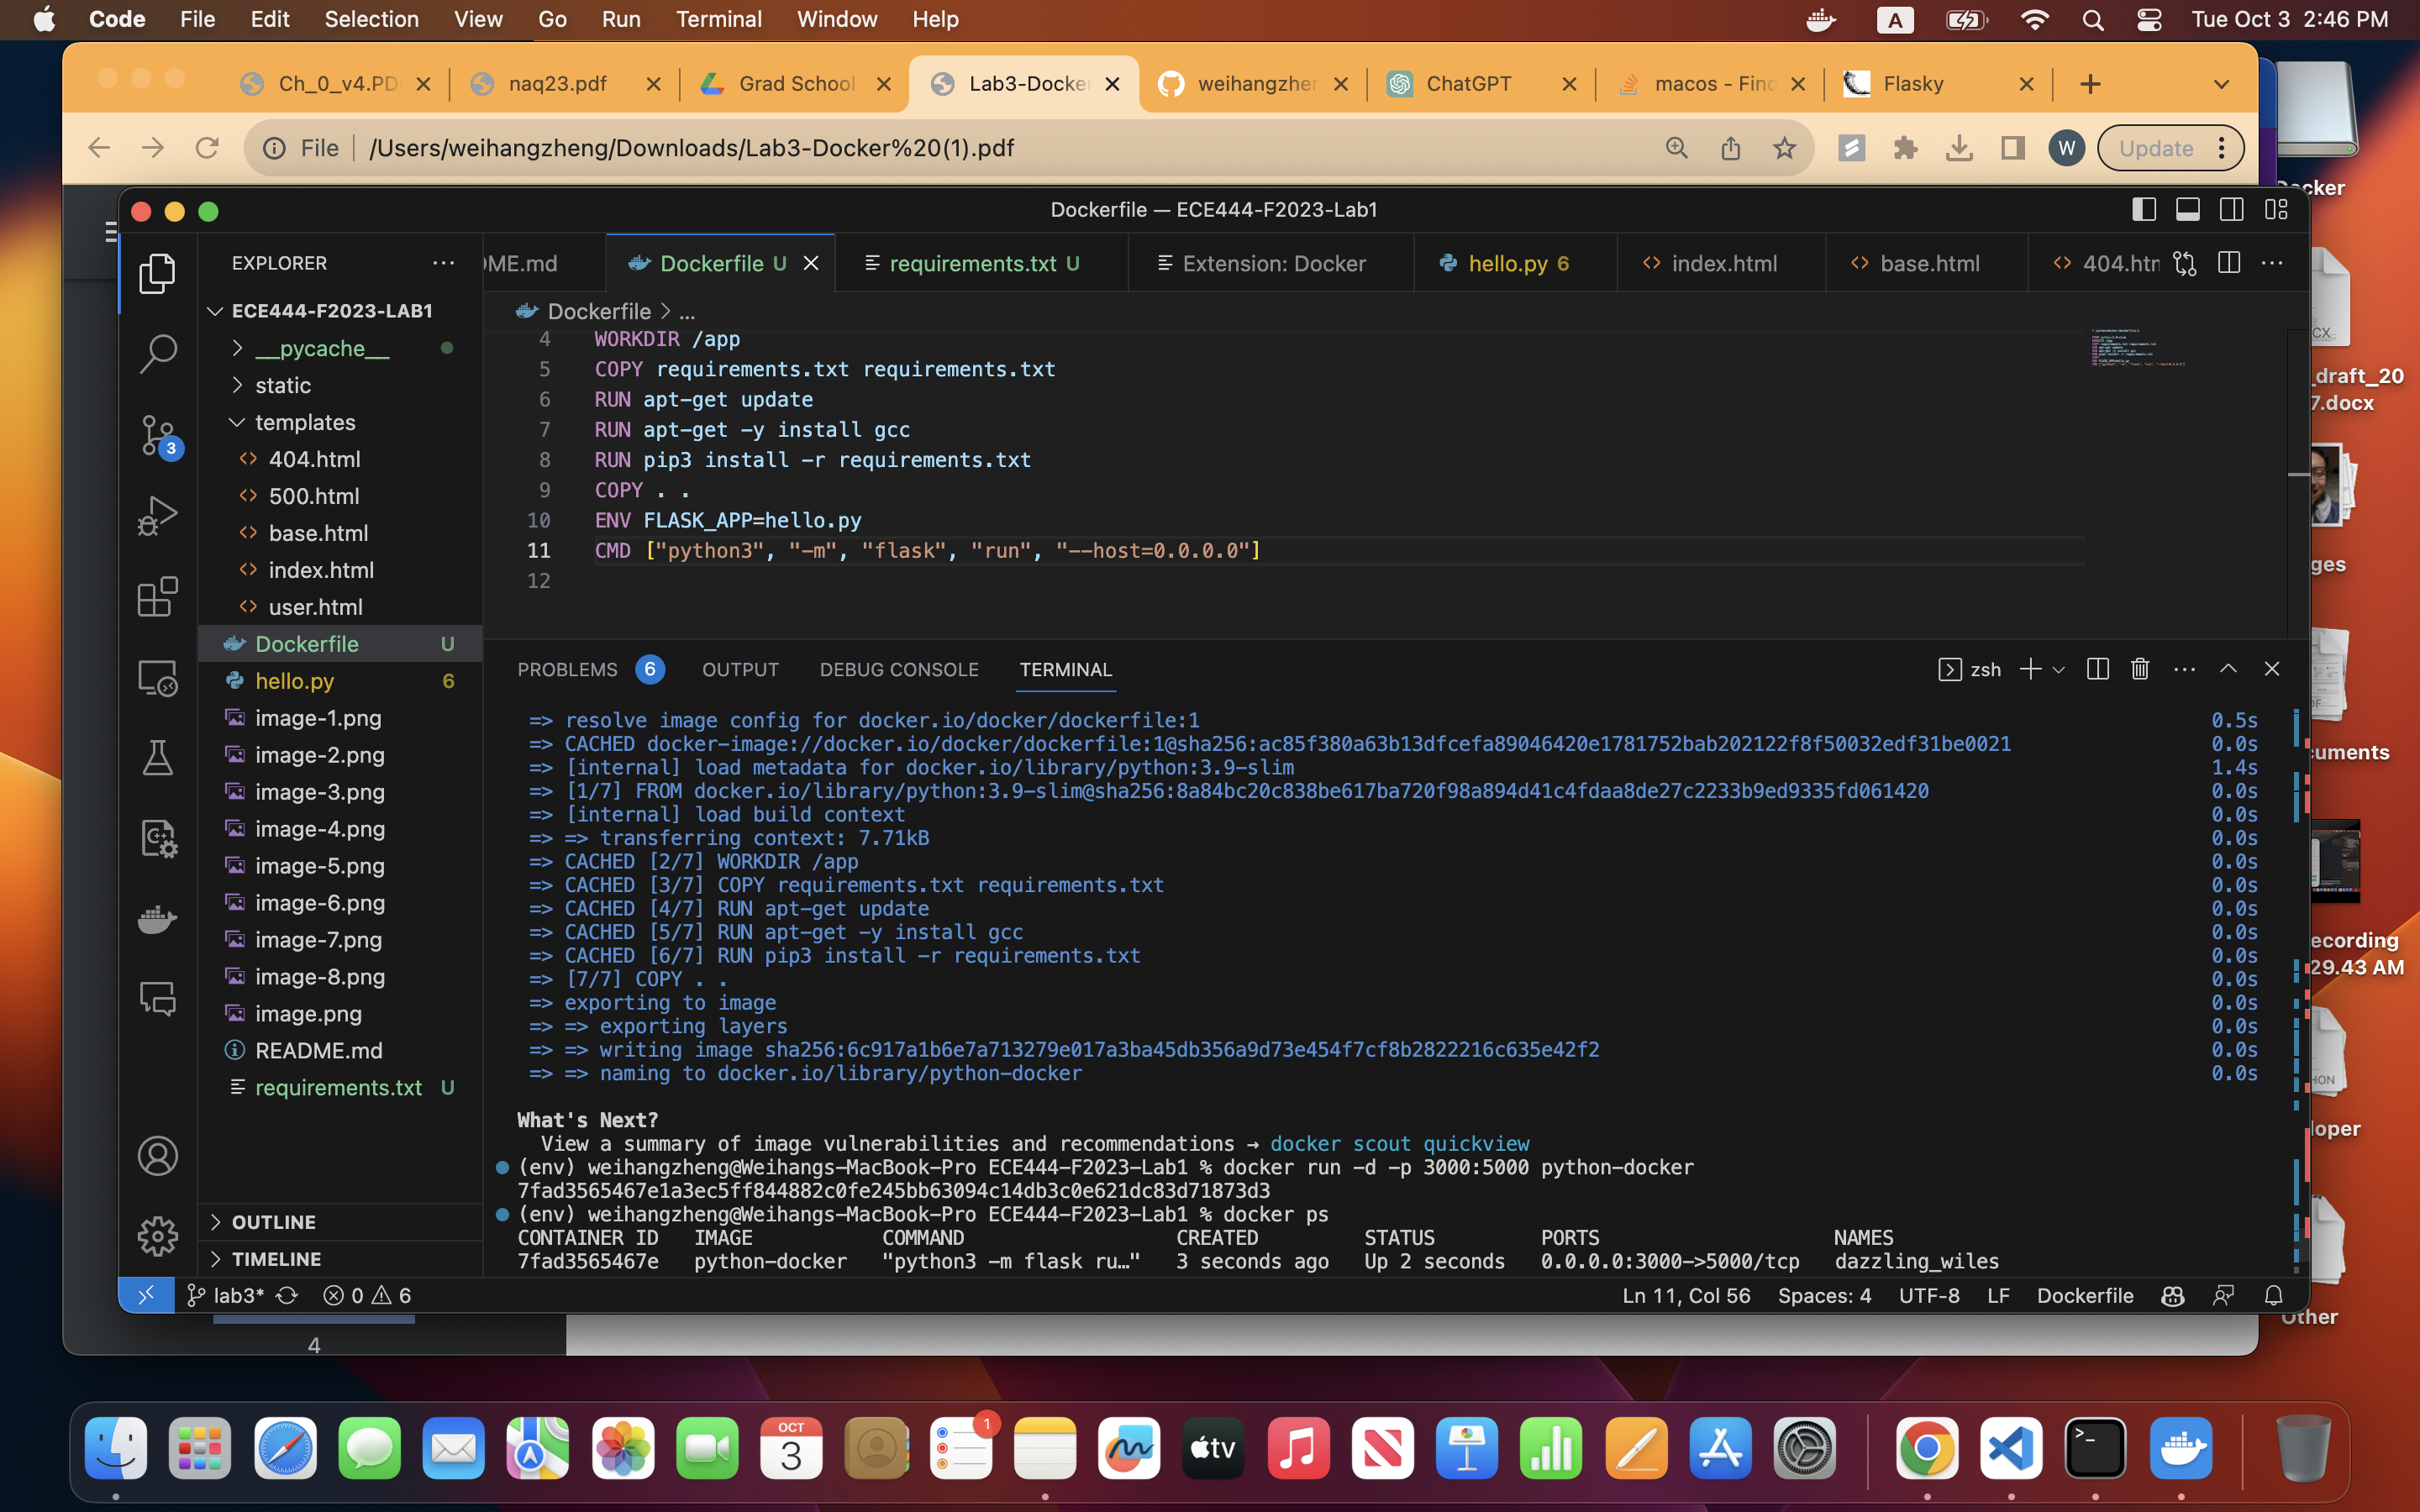 Code File Edit Selection View Go Run Terminal Window Help A Tue Oct 3 2:46 PM
Ch_0_v4.PD naq23.pdf Grad School Lab3-Docke weihangzhe ChatGPT macos - Fin Flasky
File /Users/weihangzheng/Downloads/Lab3-Docker%20(1).pdf W Update
Dockerfile — ECE444-F2023-Lab1
EXPLORER
ME.md Dockerfile U requirements.txt U Extension: Docker hello.py 6 index.html base.html 404.htm
ECE444-F2023-LAB1
__pycache__
static
templates
404.html
500.html
base.html
index.html
user.html
Dockerfile U
hello.py 6
image-1.png
image-2.png
image-3.png
image-4.png
image-5.png
image-6.png
image-7.png
image-8.png
image.png
README.md
requirements.txt U
OUTLINE
TIMELINE
3
Dockerfile > ...
4 WORKDIR /app
5 COPY requirements.txt requirements.txt
6 RUN apt-get update
7 RUN apt-get -y install gcc
8 RUN pip3 install -r requirements.txt
9 COPY . .
10 ENV FLASK_APP=hello.py
11 CMD ["python3", "-m", "flask", "run", "--host=0.0.0.0"]
12
PROBLEMS 6 OUTPUT DEBUG CONSOLE TERMINAL zsh
=> resolve image config for docker.io/docker/dockerfile:1 0.5s
=> CACHED docker-image://docker.io/docker/dockerfile:1@sha256:ac85f380a63b13dfcefa89046420e1781752bab202122f8f50032edf31be0021 0.0s
=> [internal] load metadata for docker.io/library/python:3.9-slim 1.4s
=> [1/7] FROM docker.io/library/python:3.9-slim@sha256:8a84bc20c838be617ba720f98a894d41c4fdaa8de27c2233b9ed9335fd061420 0.0s
=> [internal] load build context 0.0s
=> => transferring context: 7.71kB 0.0s
=> CACHED [2/7] WORKDIR /app 0.0s
=> CACHED [3/7] COPY requirements.txt requirements.txt 0.0s
=> CACHED [4/7] RUN apt-get update 0.0s
=> CACHED [5/7] RUN apt-get -y install gcc 0.0s
=> CACHED [6/7] RUN pip3 install -r requirements.txt 0.0s
=> [7/7] COPY . . 0.0s
=> exporting to image 0.0s
=> => exporting layers 0.0s
=> => writing image sha256:6c917a1b6e7a713279e017a3ba45db356a9d73e454f7cf8b2822216c635e42f2 0.0s
=> => naming to docker.io/library/python-docker 0.0s
What's Next?
View a summary of image vulnerabilities and recommendations → docker scout quickview
(env) weihangzheng@Weihangs-MacBook-Pro ECE444-F2023-Lab1 % docker run -d -p 3000:5000 python-docker
7fad3565467e1a3ec5ff844882c0fe245bb63094c14db3c0e621dc83d71873d3
(env) weihangzheng@Weihangs-MacBook-Pro ECE444-F2023-Lab1 % docker ps
CONTAINER ID IMAGE COMMAND CREATED STATUS PORTS NAMES
7fad3565467e python-docker "python3 -m flask ru…" 3 seconds ago Up 2 seconds 0.0.0.0:3000->5000/tcp dazzling_wiles
lab3* 0 6 Ln 11, Col 56 Spaces: 4 UTF-8 LF Dockerfile
4
ocker
_draft_20
7.docx
ges
uments
ecording
29.43 AM
loper
Other
OCT
3
1
tv